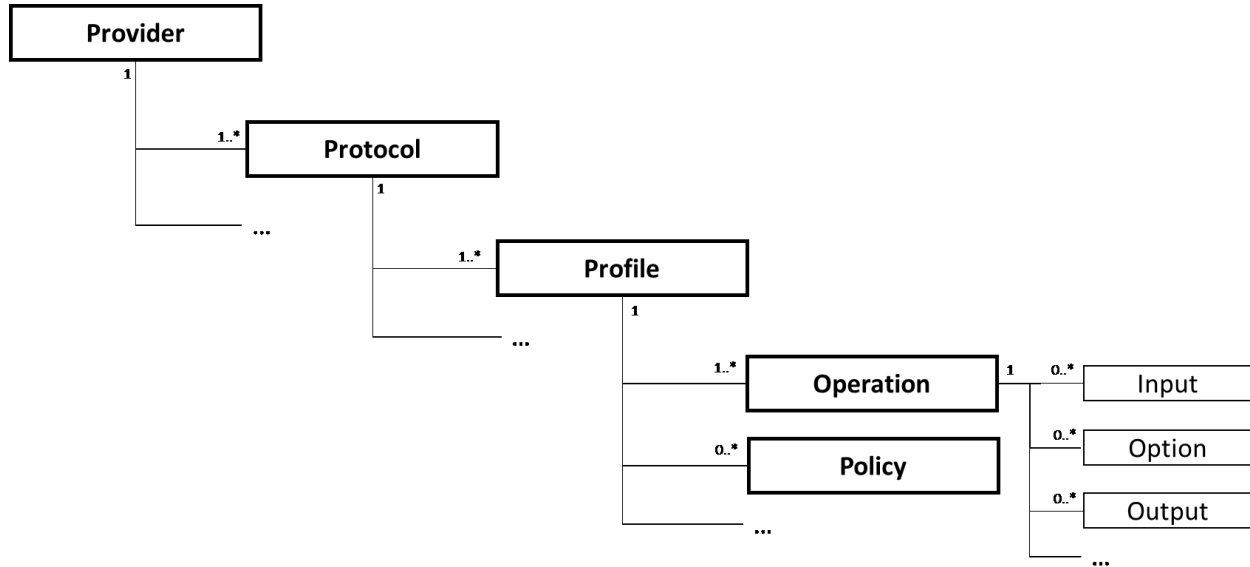 Provider
1
1..*
Protocol
...
1
1..*
Profile
...
1
1..*
Operation
1
0..*
Input
0..*
Option
0..*
Policy
0..*
Output
...
...